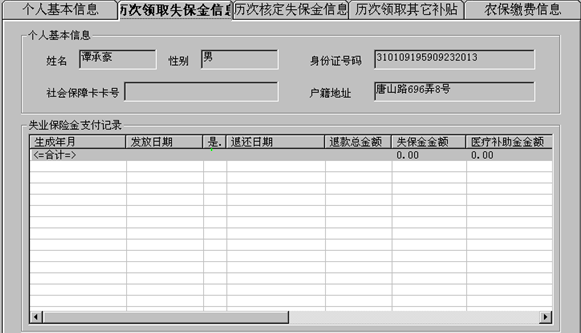 个人基本信息 历次领取失保金信息 历次核定失保金信息 历次领取其它补贴 农保缴费信息
个人基本信息
姓名 谭承豪 性别 男 身份证号码 310109195909232013
社会保障卡卡号 户籍地址 唐山路696弄8号
失业保险金支付记录
生成年月 发放日期 是. 退还日期 退款总金额 失保金金额 医疗补助金金额
<=合计=> 0.00 0.00